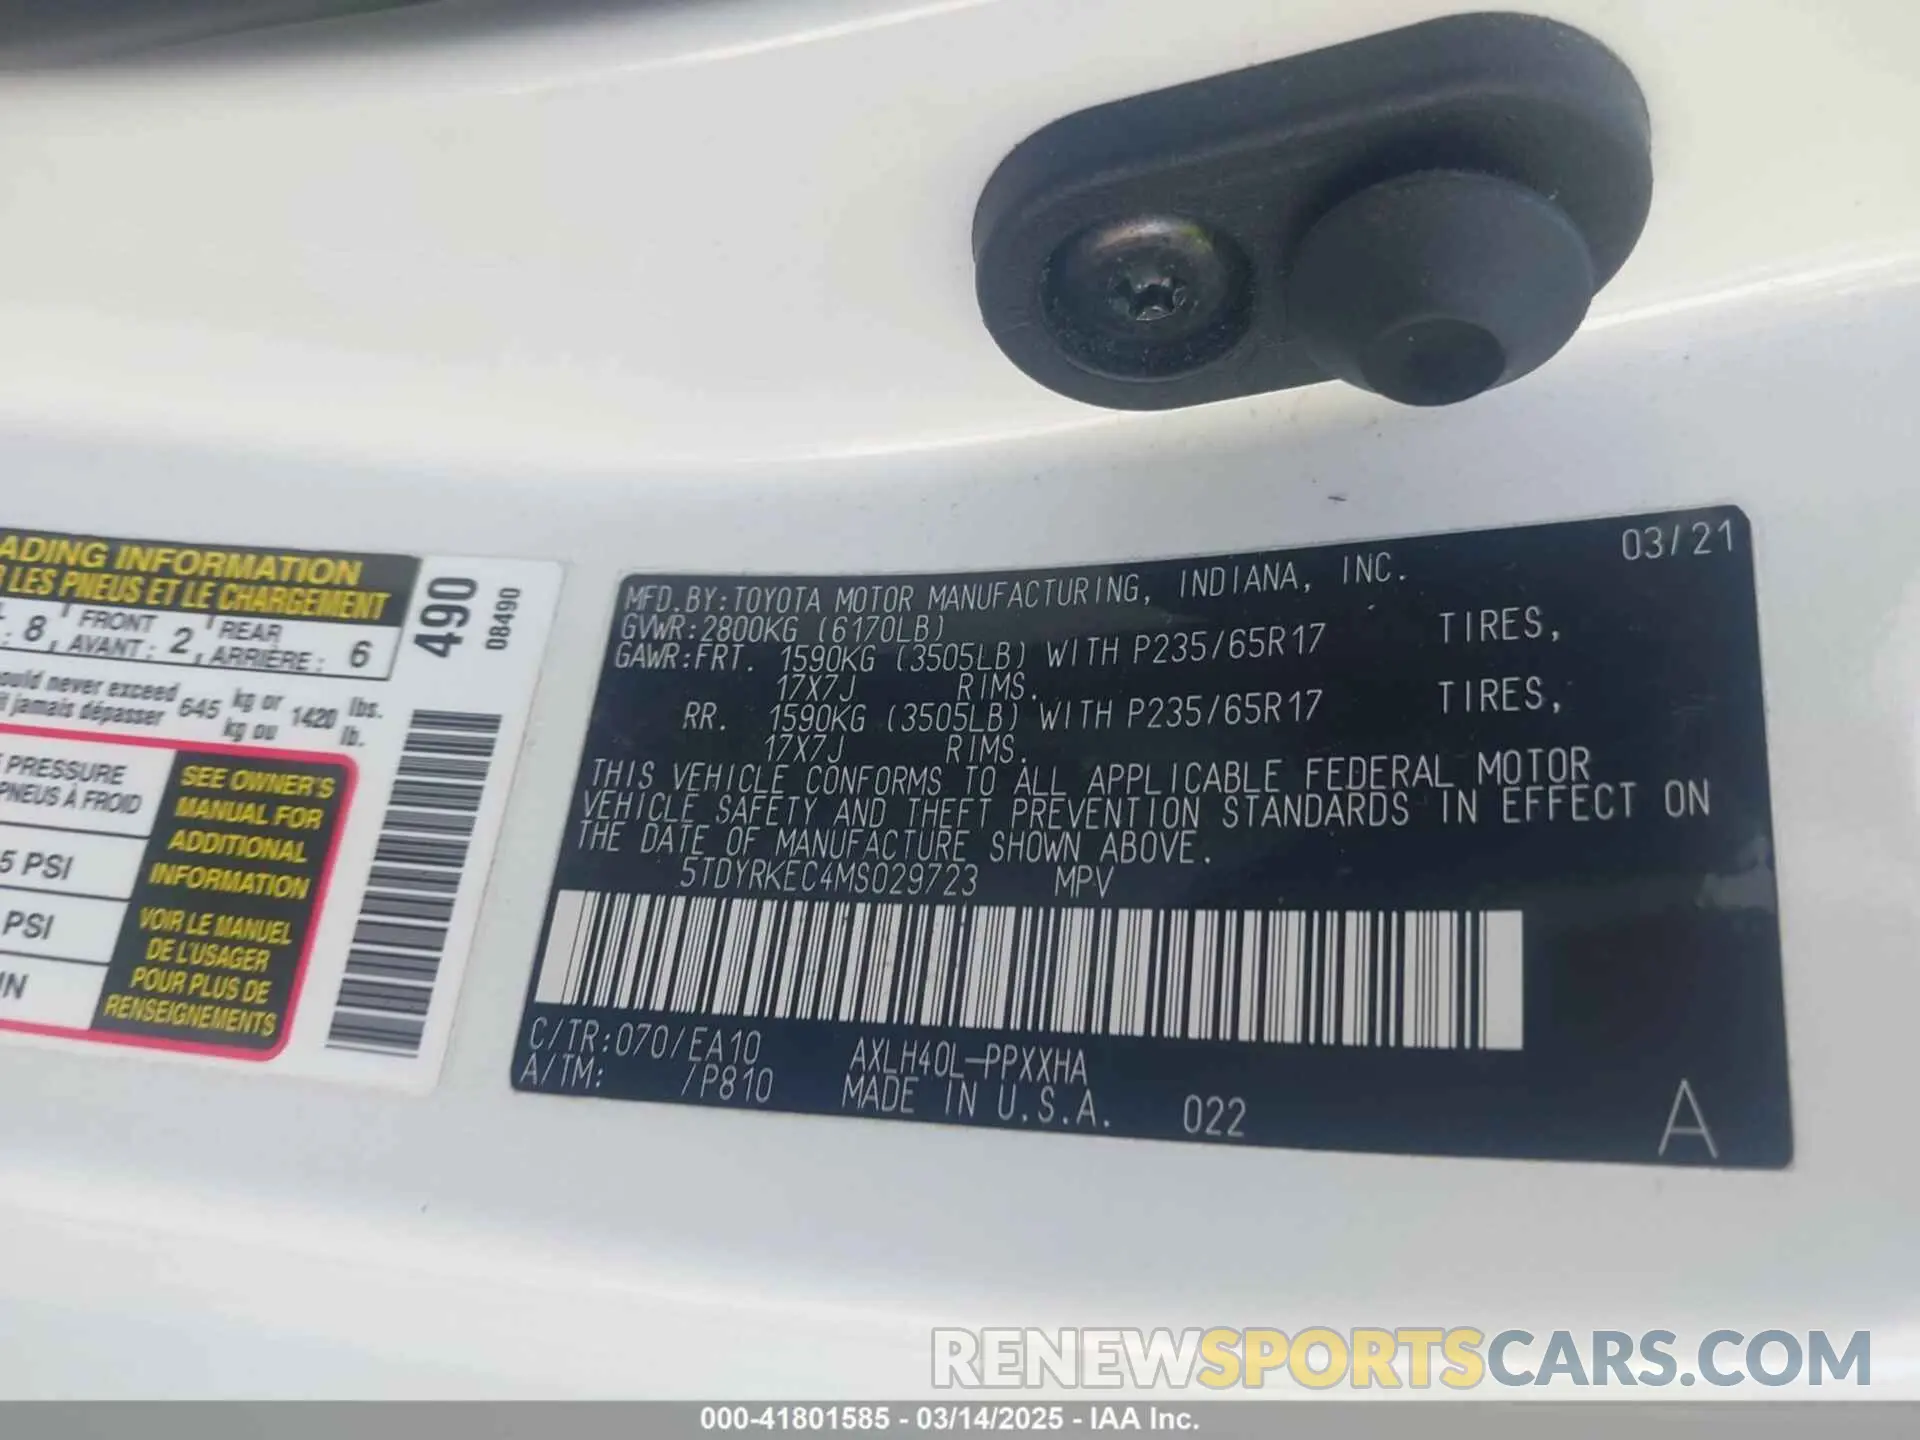 ADING INFORMATION
R LES PNEUS ET LE CHARGEMENT
: 8, FRONT 2, REAR 6
AVANT: ARRIÈRE:
ould never exceed 645 kg or 1420 lbs.
il jamais dépasser kg ou lb.
PRESSURE
PNEUS À FROID
5 PSI
PSI
SEE OWNER'S
MANUAL FOR
ADDITIONAL
INFORMATION
VOIR LE MANUEL
DE L'USAGER
POUR PLUS DE
RENSEIGNEMENTS
490
08490
03/21
MFD.BY:TOYOTA MOTOR MANUFACTURING, INDIANA, INC.
GVWR:2800KG (6170LB)
GAWR:FRT. 1590KG (3505LB) WITH P235/65R17 TIRES,
17X7J RIMS.
RR. 1590KG (3505LB) WITH P235/65R17 TIRES,
17X7J RIMS.
THIS VEHICLE CONFORMS TO ALL APPLICABLE FEDERAL MOTOR
VEHICLE SAFETY AND THEFT PREVENTION STANDARDS IN EFFECT ON
THE DATE OF MANUFACTURE SHOWN ABOVE.
5TDYRKEC4MS029723 MPV
C/TR:070/EA10 AXLH40L-PPXXHA
A/TM: /P810 MADE IN U.S.A. 022
A
RENEWSPORTSCARS.COM
000-41801585 - 03/14/2025 - IAA Inc.